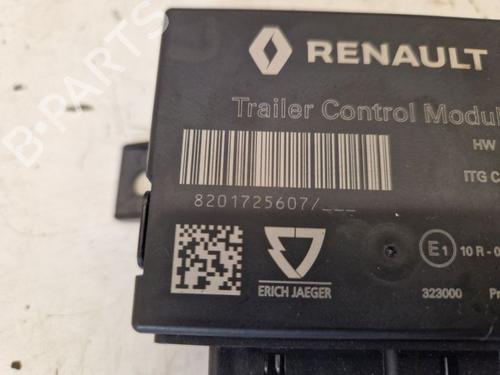 RENAULT
Trailer Control Modul
HW
ITG C
8201725607/___
E1
10 R - 0
ERICH JAEGER
323000
Pr
B-PARTS